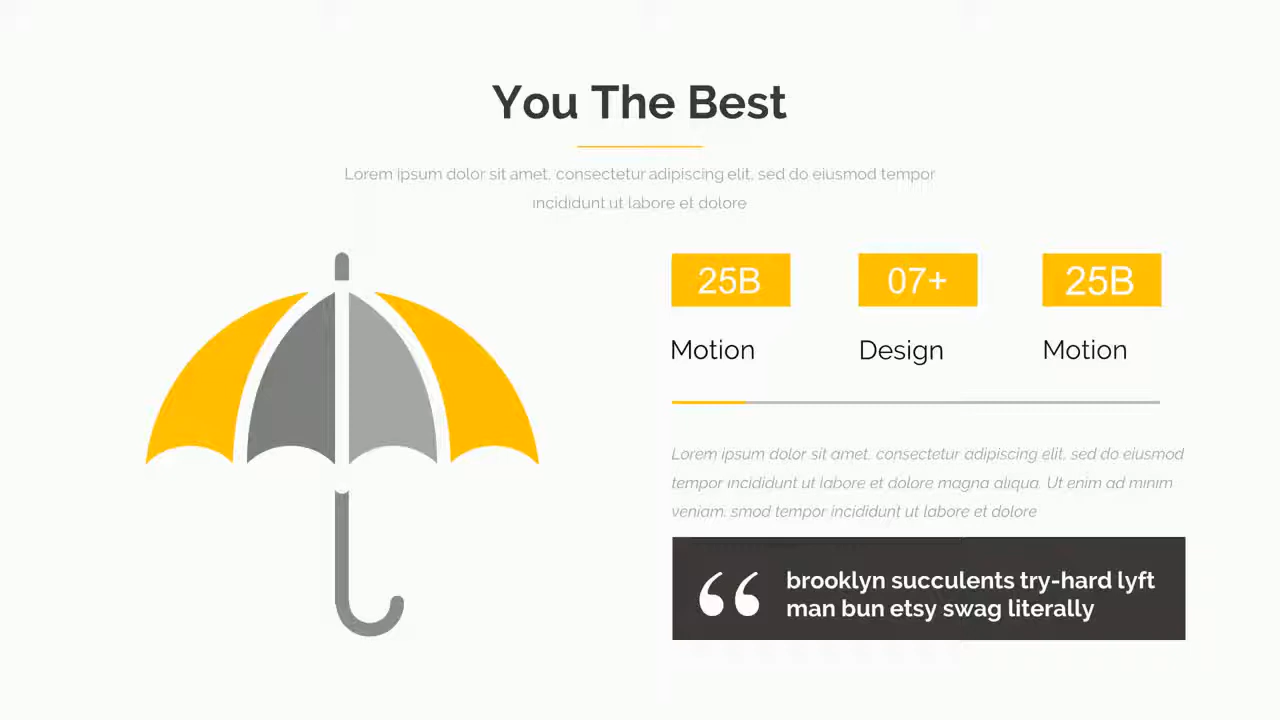 You The Best
Lorem ipsum dolor sit amet, consectetur adipiscing elit, sed do eiusmod tempor
incididunt ut labore et dolore
25B
07+
25B
Motion
Design
Motion
Lorem ipsum dolor sit amet, consectetur adipiscing elit, sed do eiusmod
tempor incididunt ut labore et dolore magna aliqua. Ut enim ad minim
veniam, smod tempor incididunt ut labore et dolore
“ brooklyn succulents try-hard lyft
man bun etsy swag literally